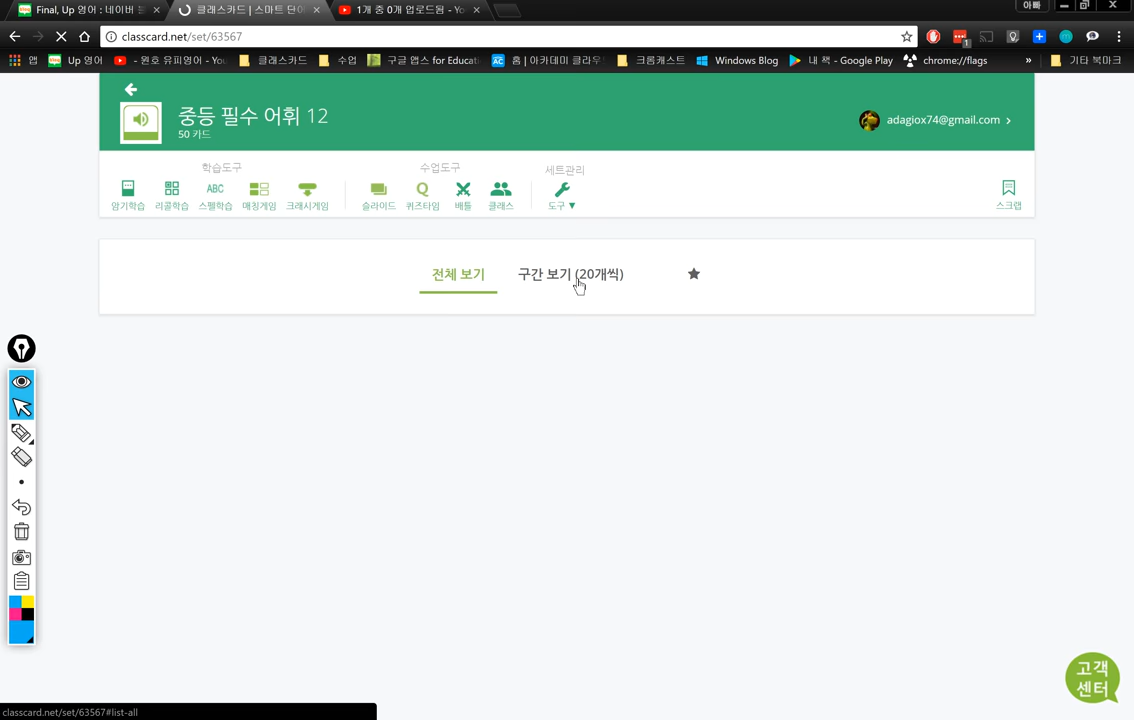 Final, Up 영어 : 네이버 블
클래스카드 | 스마트 단어
1개 중 0개 업로드됨 - Yo
아빠
classcard.net/set/63567
앱
Up 영어
- 원호 유피영어 - You
클래스카드
수업
구글 앱스 for Educati
홈 | 아카데미 클라우
크롬캐스트
Windows Blog
내 책 - Google Play
chrome://flags
»
기타 북마크
중등 필수 어휘 12
50 카드
adagiox74@gmail.com
학습도구
수업도구
세트관리
암기학습
리콜학습
ABC
스펠학습
매칭게임
크래시게임
슬라이드
Q
퀴즈타임
배틀
클래스
도구 ▼
스크랩
전체 보기
구간 보기 (20개씩)
고객
센터
classcard.net/set/63567#list-all